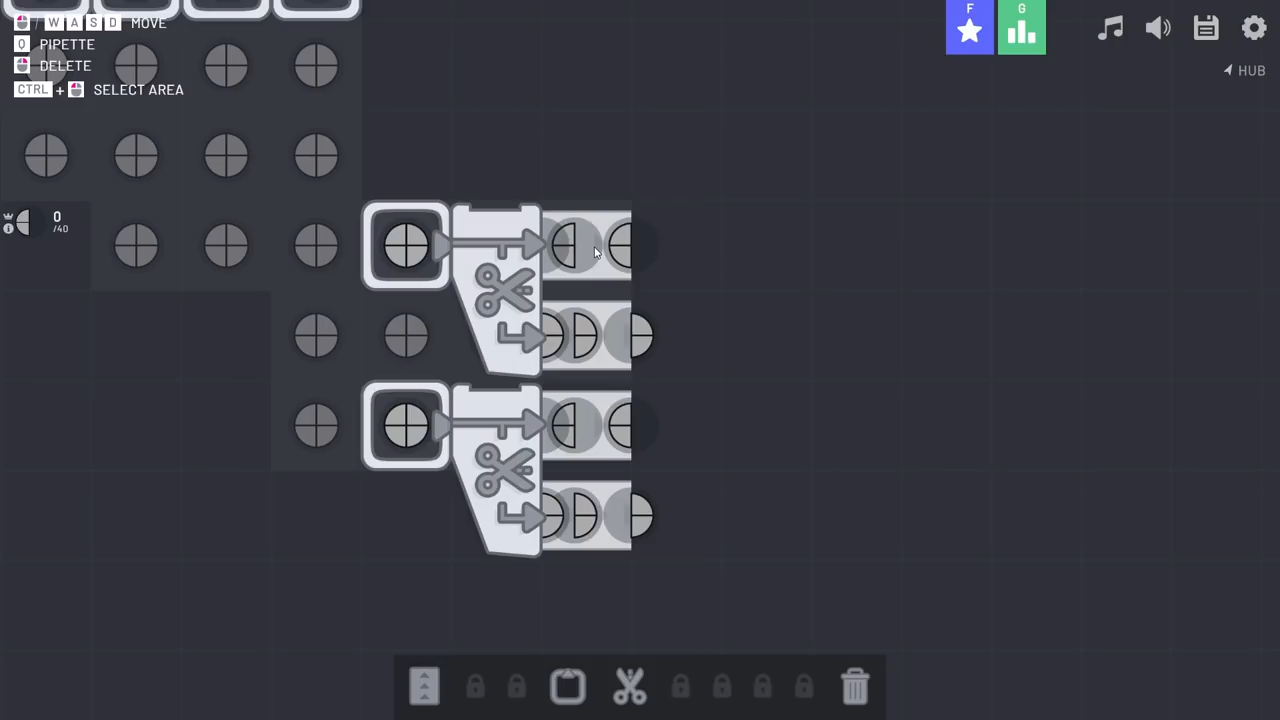 / W A S D MOVE
Q PIPETTE
DELETE
CTRL + SELECT AREA
F
G
HUB
0
/40